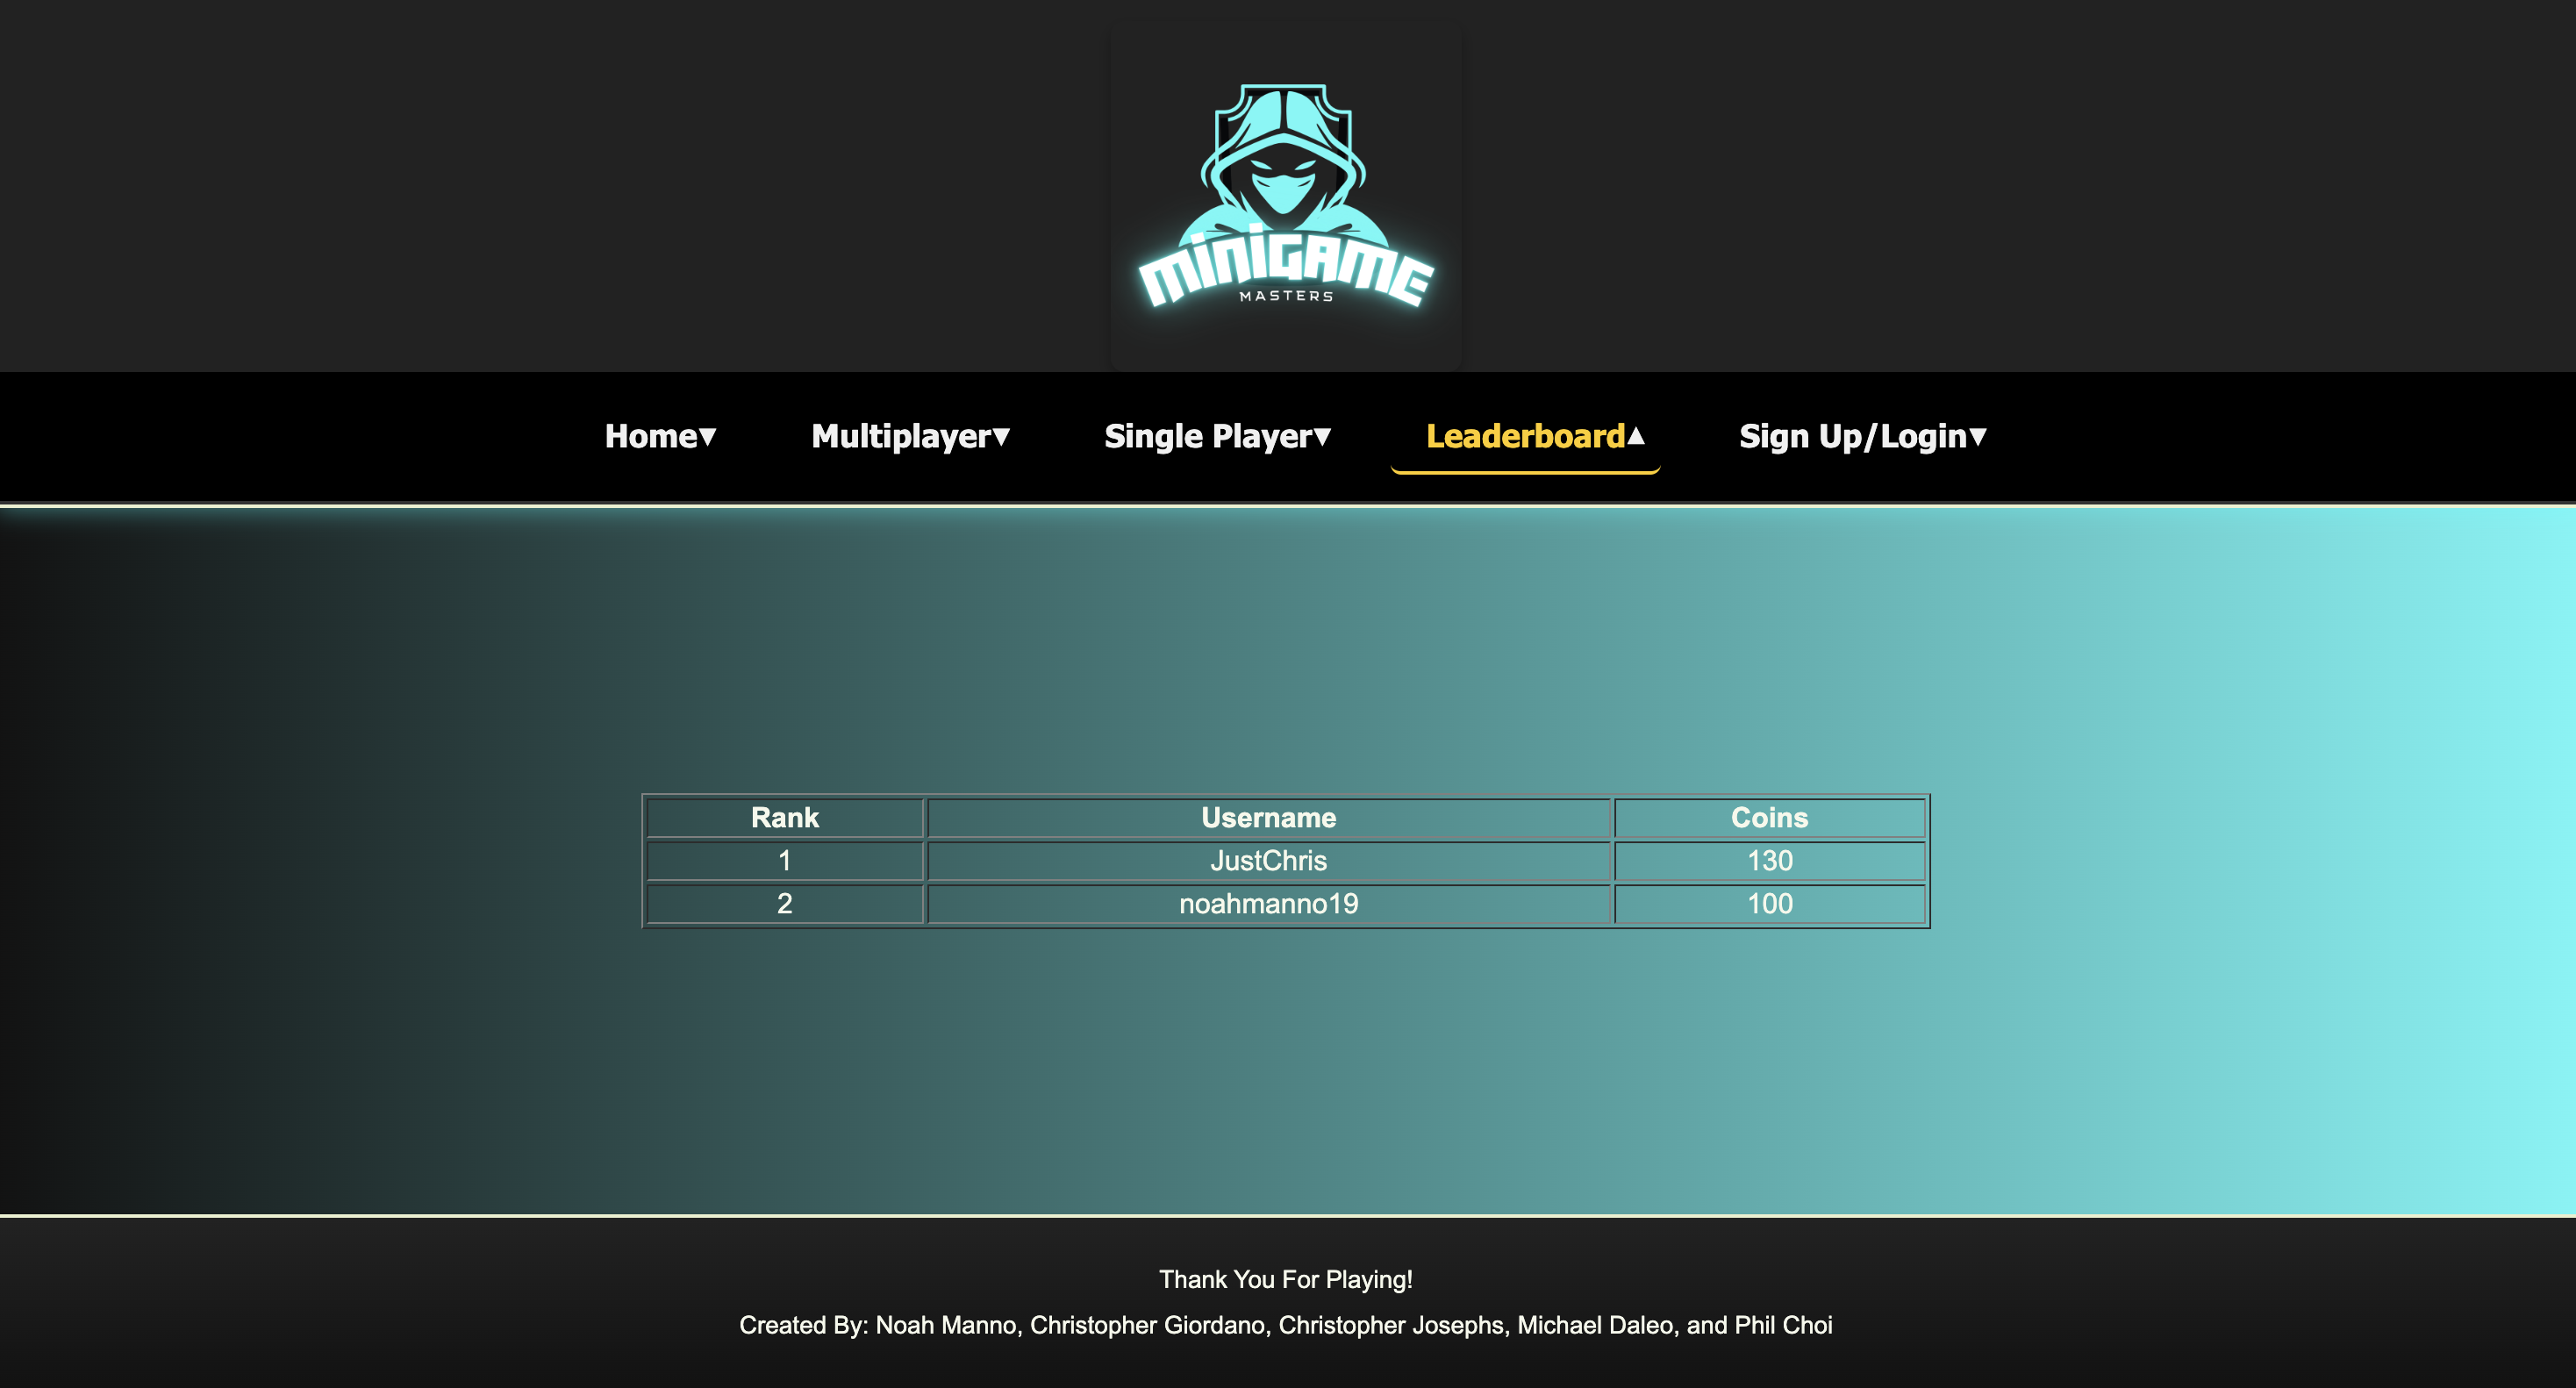 MINIGAME
MASTERS
Home▼ Multiplayer▼ Single Player▼ Leaderboard▲ Sign Up/Login▼
Rank Username Coins
1 JustChris 130
2 noahmanno19 100
Thank You For Playing!
Created By: Noah Manno, Christopher Giordano, Christopher Josephs, Michael Daleo, and Phil Choi